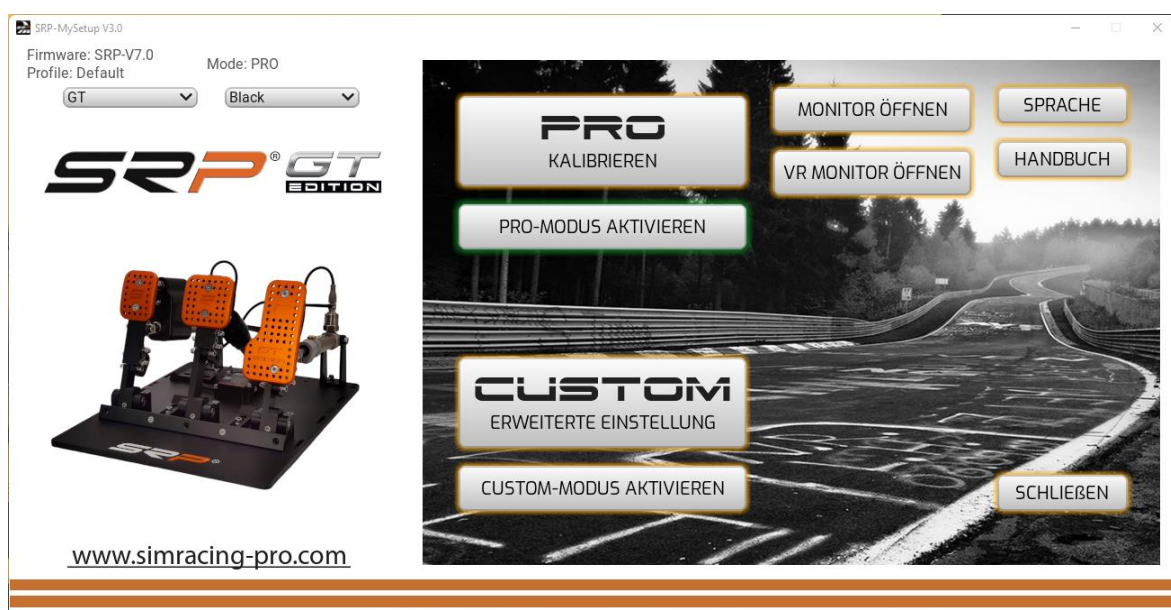 SRP-MySetup V3.0
Firmware: SRP-V7.0
Profile: Default
Mode: PRO
GT
Black
SRP® GT
EDITION
SRP®
www.simracing-pro.com
PRO
KALIBRIEREN
PRO-MODUS AKTIVIEREN
MONITOR ÖFFNEN
VR MONITOR ÖFFNEN
SPRACHE
HANDBUCH
CUSTOM
ERWEITERTE EINSTELLUNG
CUSTOM-MODUS AKTIVIEREN
SCHLIEßEN